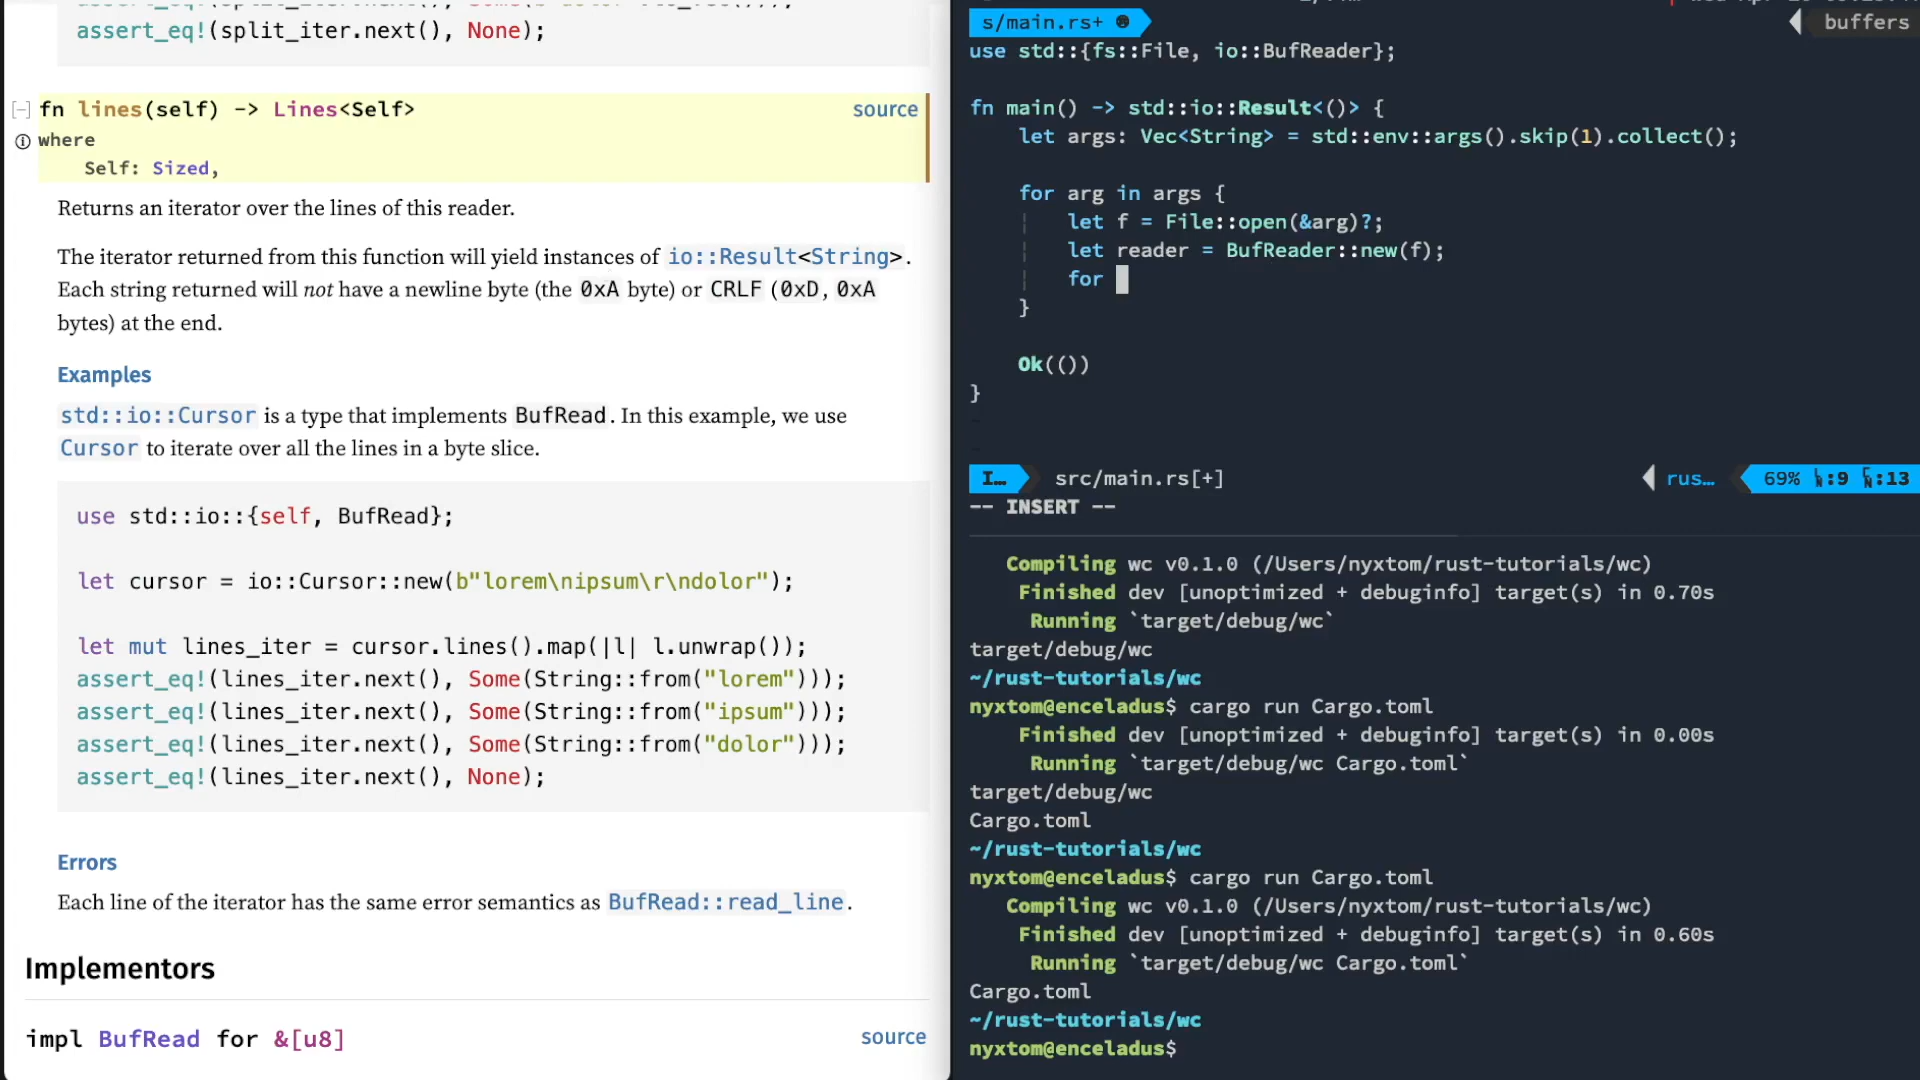 assert_eq!(split_iter.next(), None);
[−] fn lines(self) -> Lines<Self>
source
ⓘ where
Self: Sized,
Returns an iterator over the lines of this reader.
The iterator returned from this function will yield instances of io::Result<String>.
Each string returned will not have a newline byte (the 0xA byte) or CRLF (0xD, 0xA
bytes) at the end.
Examples
std::io::Cursor is a type that implements BufRead. In this example, we use
Cursor to iterate over all the lines in a byte slice.
use std::io::{self, BufRead};
let cursor = io::Cursor::new(b"lorem\nipsum\r\ndolor");
let mut lines_iter = cursor.lines().map(|l| l.unwrap());
assert_eq!(lines_iter.next(), Some(String::from("lorem")));
assert_eq!(lines_iter.next(), Some(String::from("ipsum")));
assert_eq!(lines_iter.next(), Some(String::from("dolor")));
assert_eq!(lines_iter.next(), None);
Errors
Each line of the iterator has the same error semantics as BufRead::read_line.
Implementors
impl BufRead for &[u8]
source
s/main.rs+
buffers
use std::{fs::File, io::BufReader};
fn main() -> std::io::Result<()> {
let args: Vec<String> = std::env::args().skip(1).collect();
for arg in args {
let f = File::open(&arg)?;
let reader = BufReader::new(f);
for
}
Ok(())
}
I… src/main.rs[+]
rus… 69% :9 :13
-- INSERT --
Compiling wc v0.1.0 (/Users/nyxtom/rust-tutorials/wc)
Finished dev [unoptimized + debuginfo] target(s) in 0.70s
Running `target/debug/wc`
target/debug/wc
~/rust-tutorials/wc
nyxtom@enceladus$ cargo run Cargo.toml
Finished dev [unoptimized + debuginfo] target(s) in 0.00s
Running `target/debug/wc Cargo.toml`
target/debug/wc
Cargo.toml
~/rust-tutorials/wc
nyxtom@enceladus$ cargo run Cargo.toml
Compiling wc v0.1.0 (/Users/nyxtom/rust-tutorials/wc)
Finished dev [unoptimized + debuginfo] target(s) in 0.60s
Running `target/debug/wc Cargo.toml`
Cargo.toml
~/rust-tutorials/wc
nyxtom@enceladus$